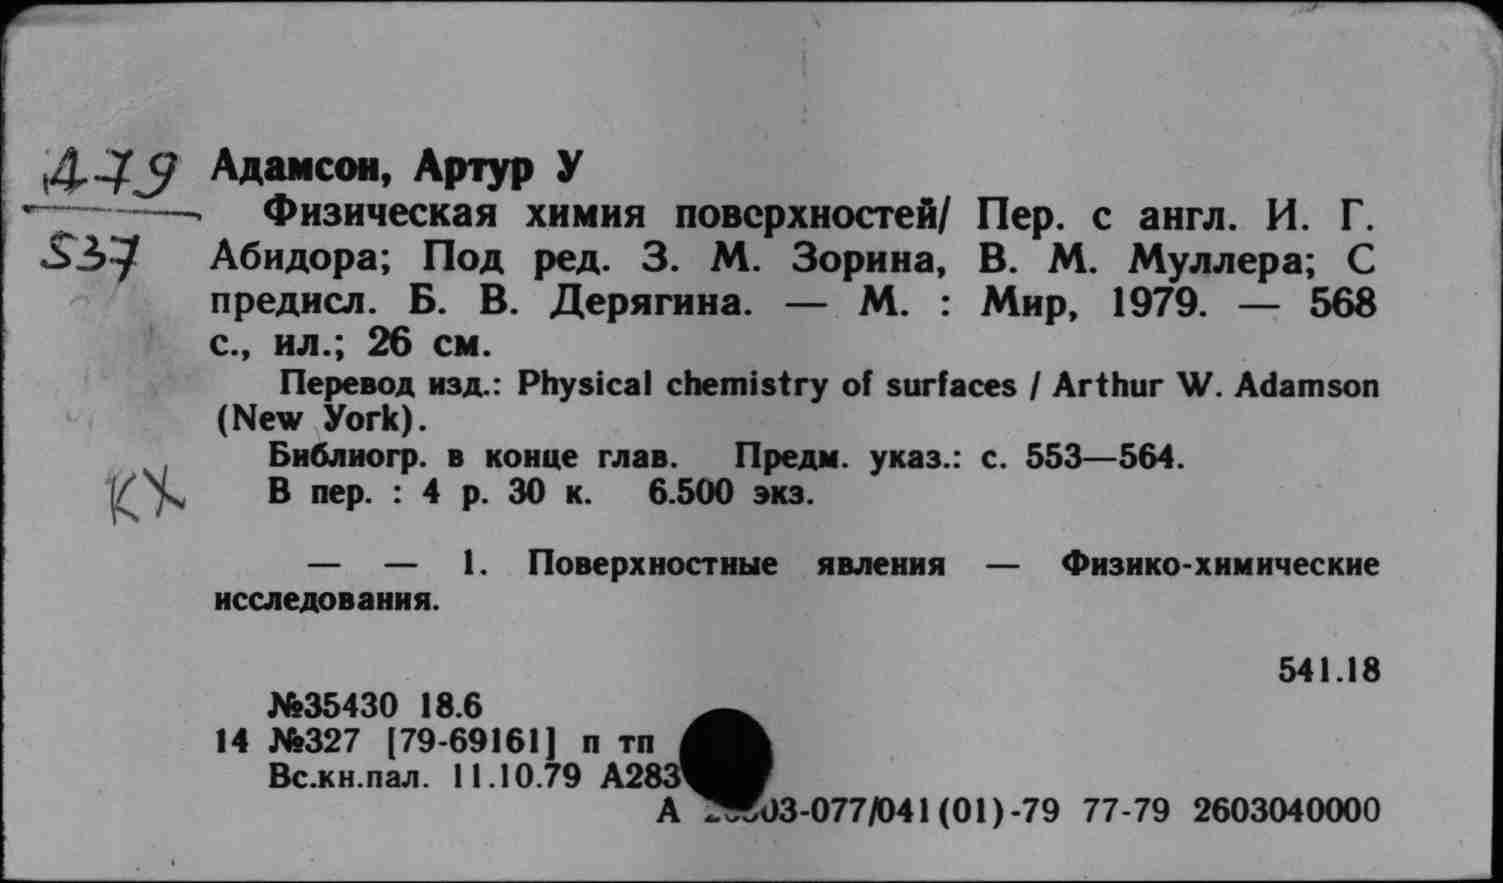 А-79 Адамсон, Артур У
Физическая химия поверхностей/ Пер. с англ. И. Г.
S37 Абидора; Под ред. З. М. Зорина, В. М. Муллера; С
предисл. Б. В. Дерягина. — М. : Мир, 1979. — 568
с., ил.; 26 см.
Перевод изд.: Physical chemistry of surfaces / Arthur W. Adamson
(New York).
Библиогр. в конце глав. Предм. указ.: с. 553—564.
КХ В пер. : 4 р. 30 к. 6.500 экз.
— — 1. Поверхностные явления — Физико-химические
исследования.
541.18
№35430 18.6
14 №327 [79-69161] п тп
Вс.кн.пал. 11.10.79 А283
А 03-077/041(01)-79 77-79 2603040000